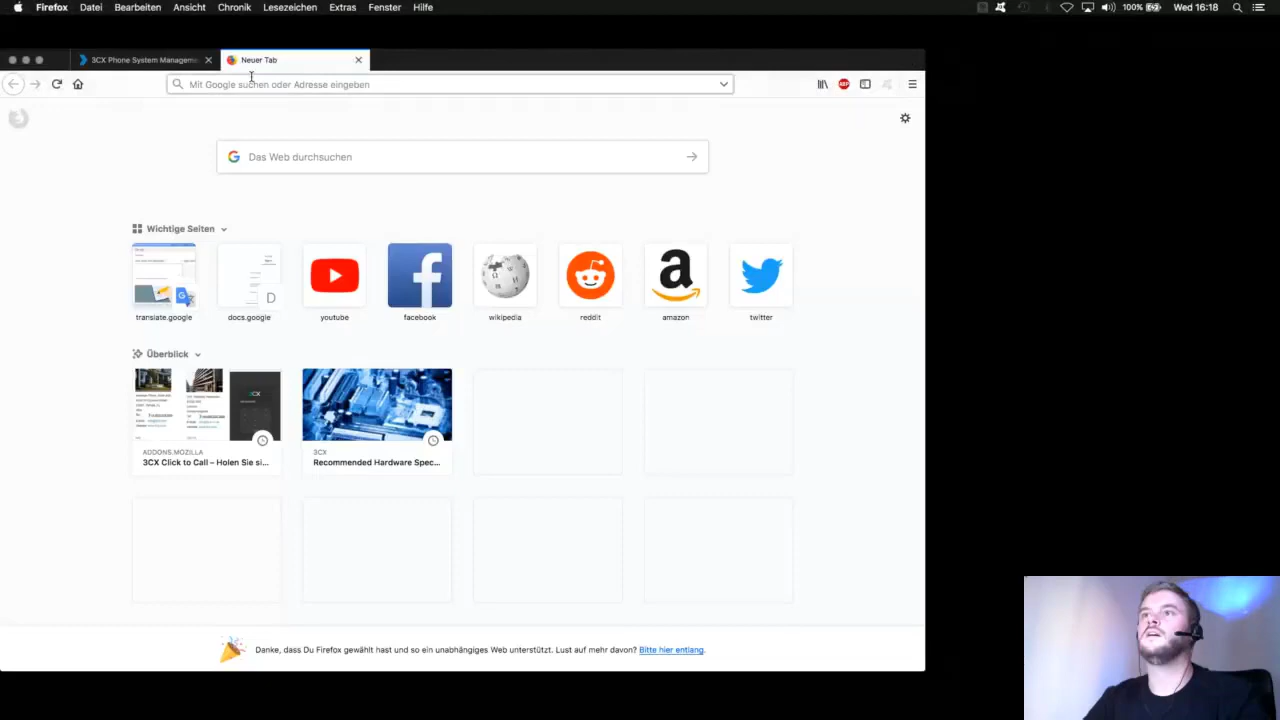 Firefox Datei Bearbeiten Ansicht Chronik Lesezeichen Extras Fenster Hilfe 100% Wed 16:18
3CX Phone System Manageme
Neuer Tab
Mit Google suchen oder Adresse eingeben
ABP
Das Web durchsuchen
Wichtige Seiten
D
translate.google docs.google youtube facebook wikipedia reddit amazon twitter
Überblick
3CX
ADDONS.MOZILLA
3CX Click to Call – Holen Sie si...
3CX
Recommended Hardware Spec...
Danke, dass Du Firefox gewählt hast und so ein unabhängiges Web unterstützt. Lust auf mehr davon? Bitte hier entlang.